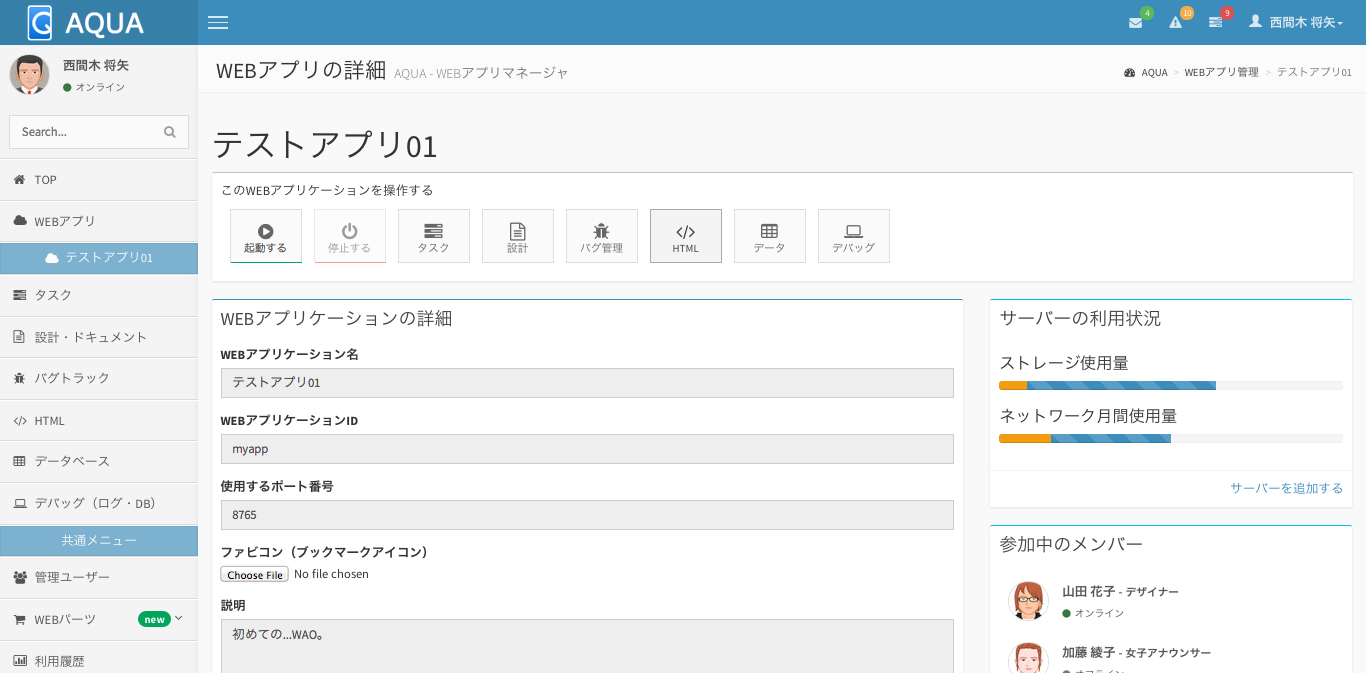 AQUA
4
10
9
西間木 将矢
西間木 将矢
オンライン
Search...
TOP
WEBアプリ
テストアプリ01
タスク
設計・ドキュメント
バグトラック
HTML
データベース
デバッグ（ログ・DB）
共通メニュー
管理ユーザー
WEBパーツ new
利用履歴
WEBアプリの詳細 AQUA - WEBアプリマネージャ
AQUA > WEBアプリ管理 > テストアプリ01
テストアプリ01
このWEBアプリケーションを操作する
起動する
停止する
タスク
設計
バグ管理
HTML
データ
デバッグ
WEBアプリケーションの詳細
WEBアプリケーション名
テストアプリ01
WEBアプリケーションID
myapp
使用するポート番号
8765
ファビコン（ブックマークアイコン）
Choose File No file chosen
説明
初めての...WAO。
サーバーの利用状況
ストレージ使用量
ネットワーク月間使用量
サーバーを追加する
参加中のメンバー
山田 花子 - デザイナー
オンライン
加藤 綾子 - 女子アナウンサー